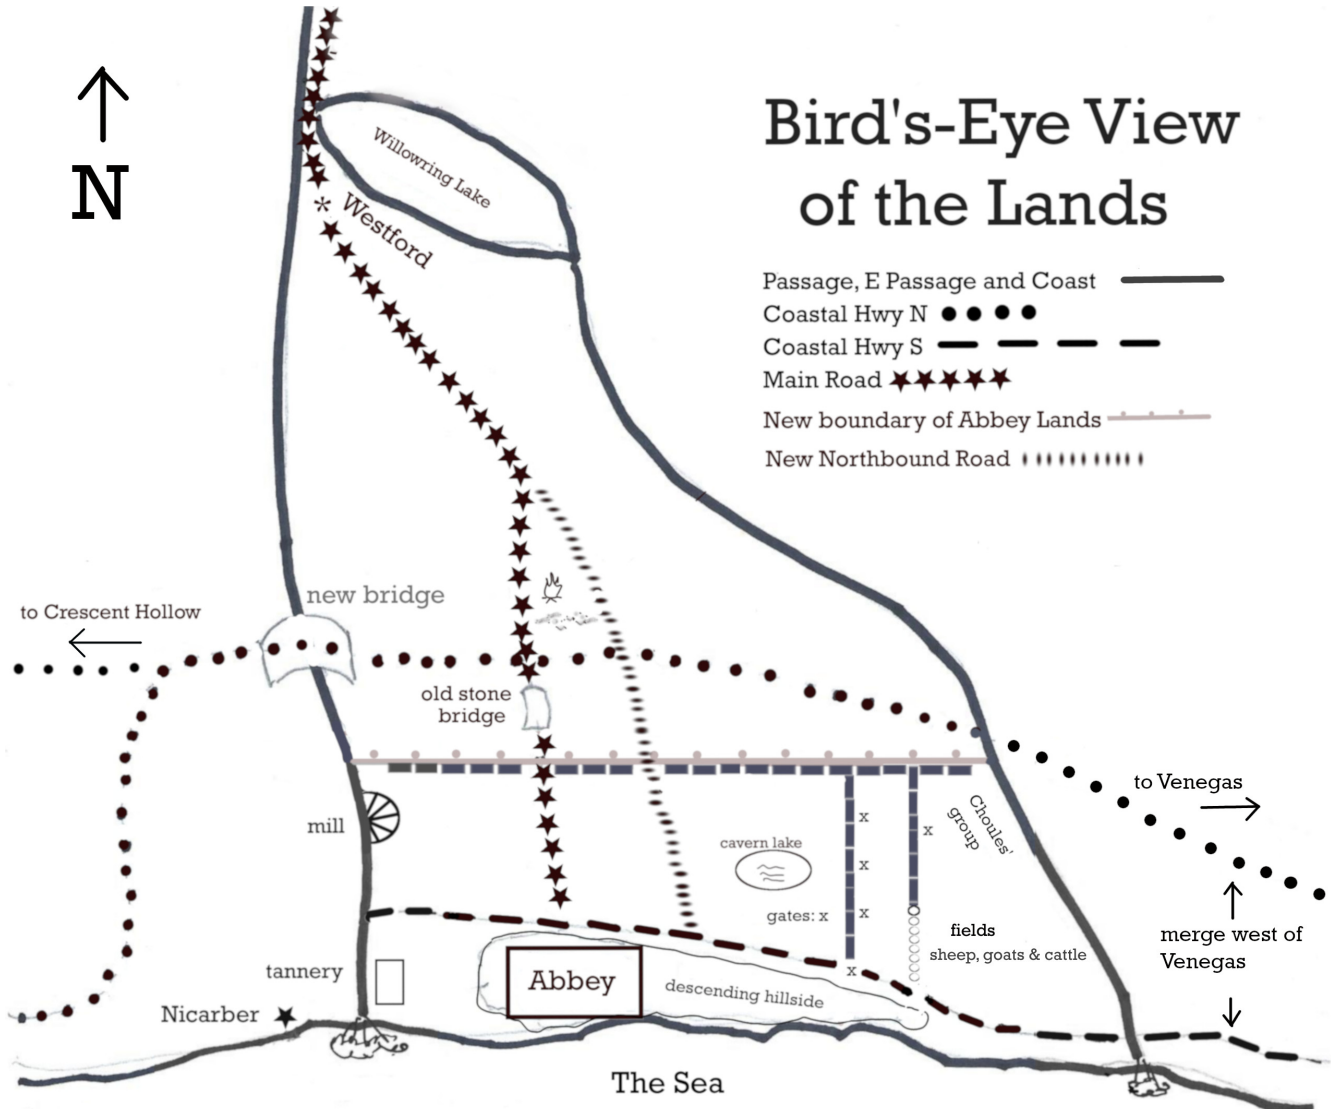 Bird's-Eye View
of the Lands
N
Willowring Lake
*
Westford
Passage, E Passage and Coast
Coastal Hwy N
Coastal Hwy S
Main Road
New boundary of Abbey Lands
New Northbound Road
new bridge
to Crescent Hollow
old stone
bridge
to Venegas
mill
cavern lake
Choules'
group
x
x
x
gates: x
x
x
fields
sheep, goats & cattle
merge west of
Venegas
tannery
Abbey
descending hillside
Nicarber
The Sea